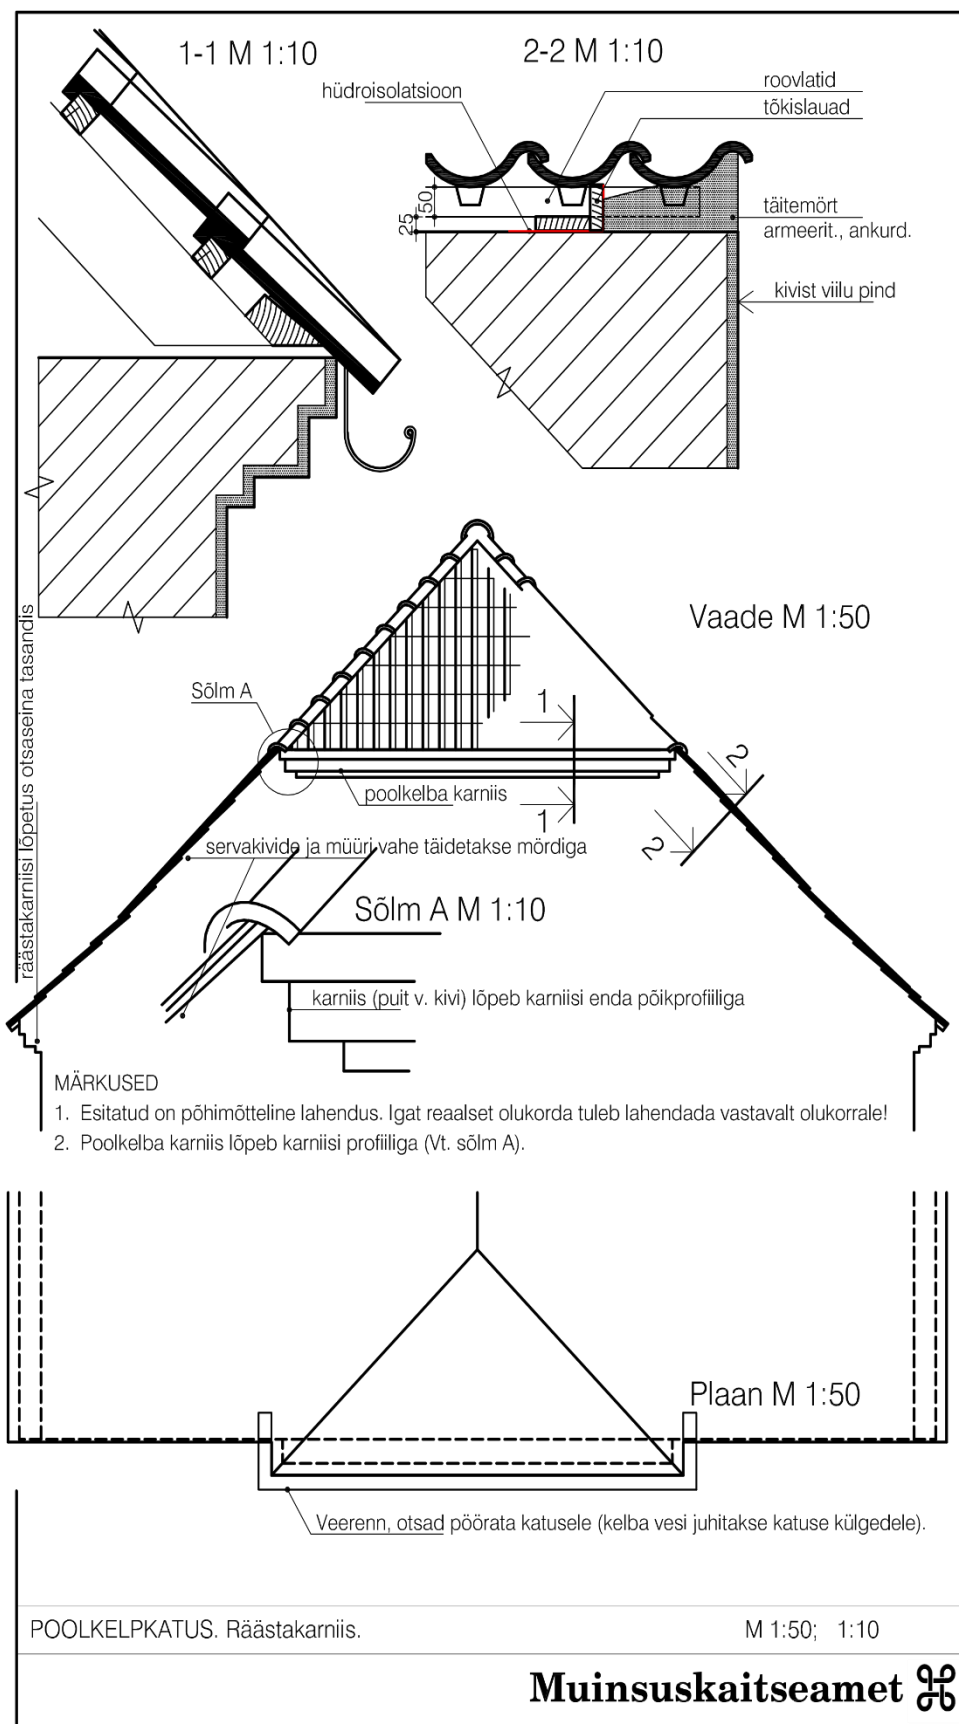 1-1 M 1:10
2-2 M 1:10
hüdroisolatsioon
roovlatid
tõkislauad
50
25
täitemört
armeerit., ankurd.
kivist viilu pind
räästakarniisi lõpetus otsaseina tasandis
Vaade M 1:50
Sõlm A
1
2
poolkelba karniis
1
2
servakivide ja müüri vahe täidetakse mördiga
Sõlm A M 1:10
karniis (puit v. kivi) lõpeb karniisi enda põikprofiiliga
MÄRKUSED
1. Esitatud on põhimõtteline lahendus. Igat reaalset olukorda tuleb lahendada vastavalt olukorrale!
2. Poolkelba karniis lõpeb karniisi profiiliga (Vt. sõlm A).
Plaan M 1:50
Veerenn, otsad pöörata katusele (kelba vesi juhitakse katuse külgedele).
POOLKELPKATUS. Räästakarniis.
M 1:50; 1:10
Muinsuskaitseamet